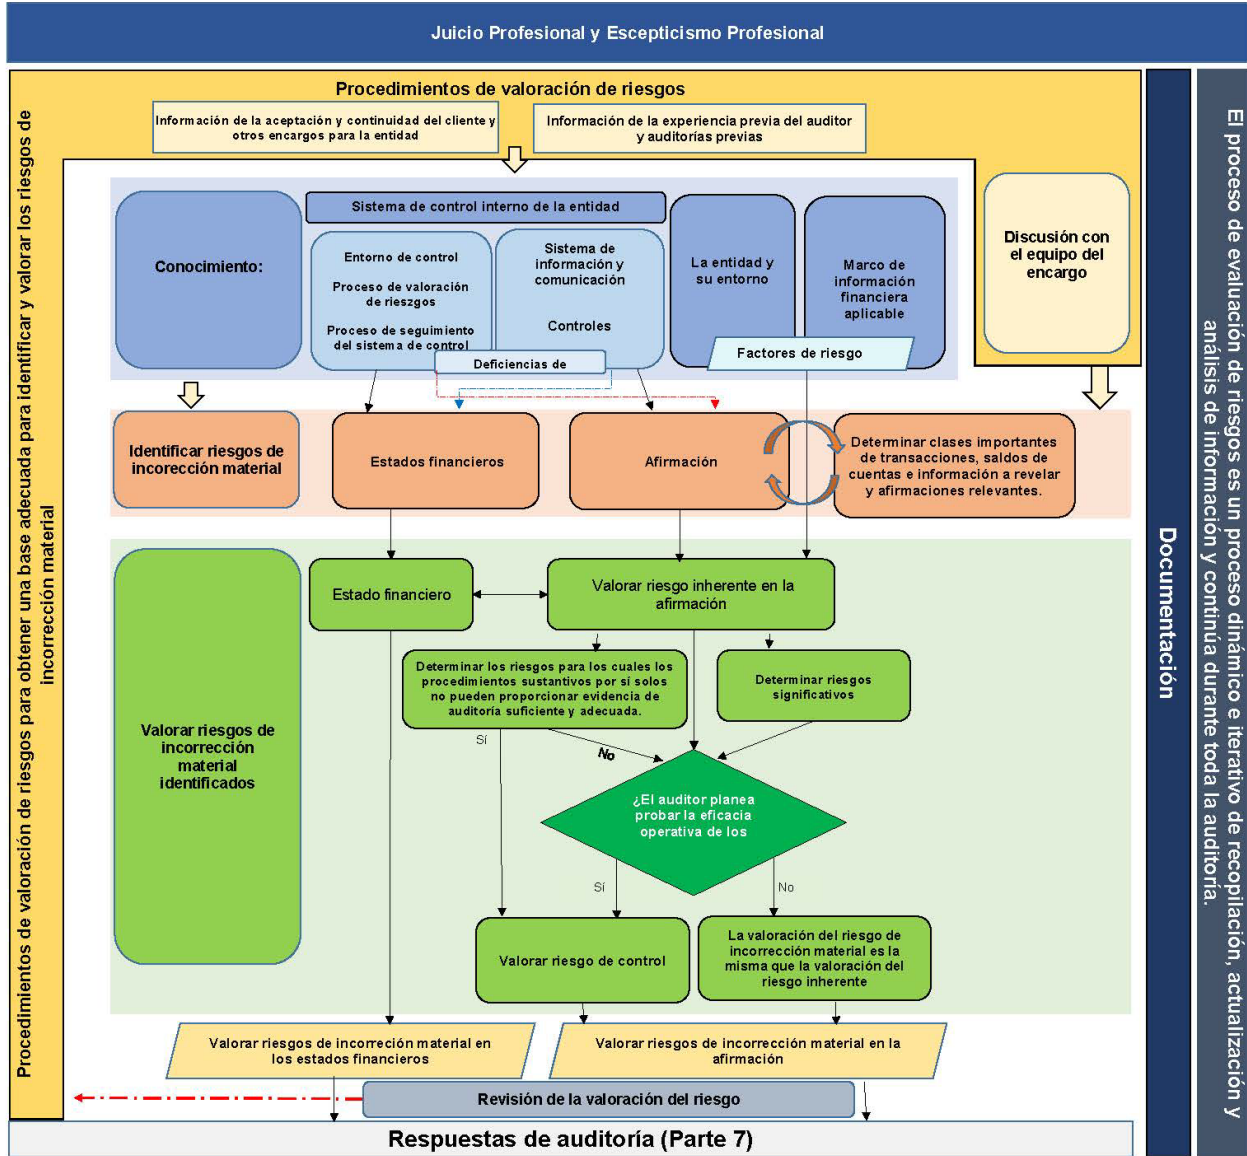 Juicio Profesional y Escepticismo Profesional
Procedimientos de valoración de riesgos para obtener una base adecuada para identificar y valorar los riesgos de
incorrección material
Procedimientos de valoración de riesgos
Información de la aceptación y continuidad del cliente y
otros encargos para la entidad
Información de la experiencia previa del auditor
y auditorías previas
Discusión con
el equipo del
encargo
Conocimiento:
Sistema de control interno de la entidad
Entorno de control
Proceso de valoración
de rieszgos
Proceso de seguimiento
del sistema de control
Sistema de
información y
comunicación
Controles
Deficiencias de
La entidad y
su entorno
Marco de
información
financiera
aplicable
Factores de riesgo
Identificar riesgos de
incorección material
Estados financieros
Afirmación
Determinar clases importantes
de transacciones, saldos de
cuentas e información a revelar
y afirmaciones relevantes.
Valorar riesgos de
incorrección
material
identificados
Estado financiero
Valorar riesgo inherente en la
afirmación
Determinar los riesgos para los cuales los
procedimientos sustantivos por sí solos
no pueden proporcionar evidencia de
auditoría suficiente y adecuada.
Determinar riesgos
significativos
Sí
No
¿El auditor planea
probar la eficacia
operativa de los
Sí
No
Valorar riesgo de control
La valoración del riesgo de
incorrección material es la
misma que la valoración del
riesgo inherente
Valorar riesgos de incorreción material en
los estados financieros
Valorar riesgos de incorrección material en la
afirmación
Revisión de la valoración del riesgo
Respuestas de auditoría (Parte 7)
Documentación
El proceso de evaluación de riesgos es un proceso dinámico e iterativo de recopilación, actualización y
análisis de información y continúa durante toda la auditoría.